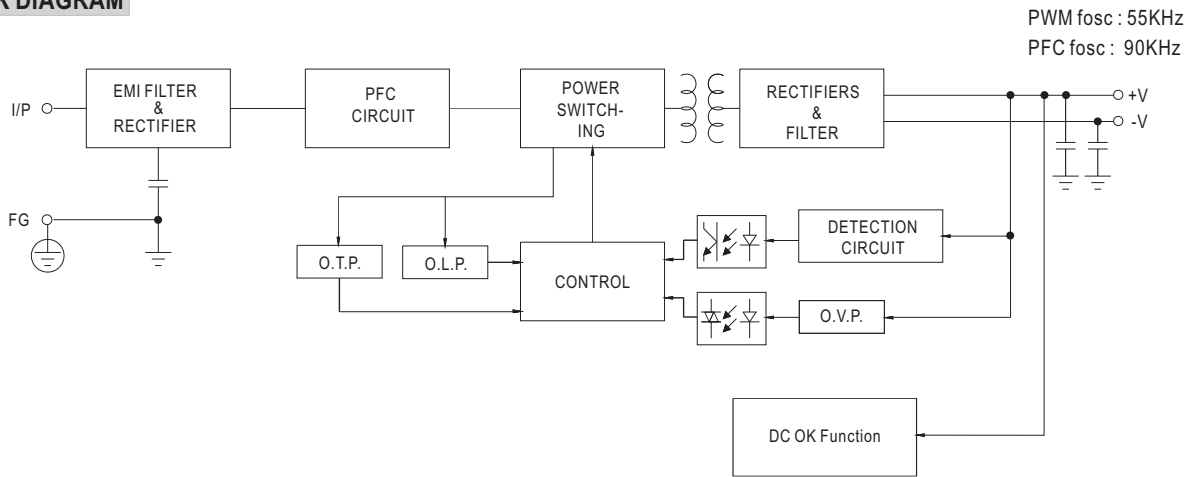 DIAGRAM
PWM fosc : 55KHz
PFC fosc : 90KHz
I/P
EMI FILTER
&
RECTIFIER
PFC
CIRCUIT
POWER
SWITCH-
ING
RECTIFIERS
&
FILTER
+V
-V
FG
O.T.P.
O.L.P.
CONTROL
DETECTION
CIRCUIT
O.V.P.
DC OK Function